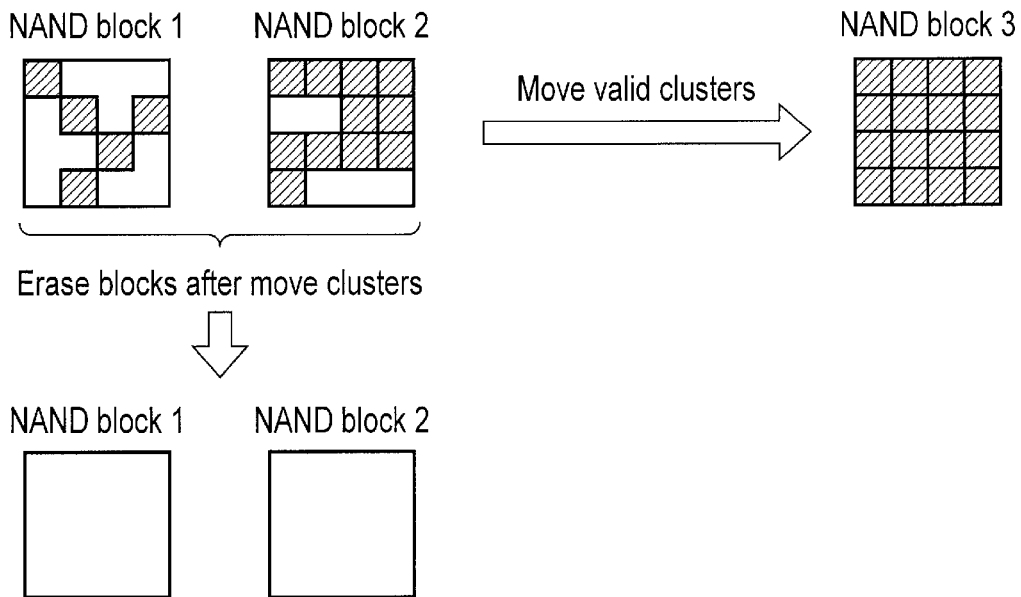 NAND block 1
NAND block 2
NAND block 3
Move valid clusters
Erase blocks after move clusters
NAND block 1
NAND block 2